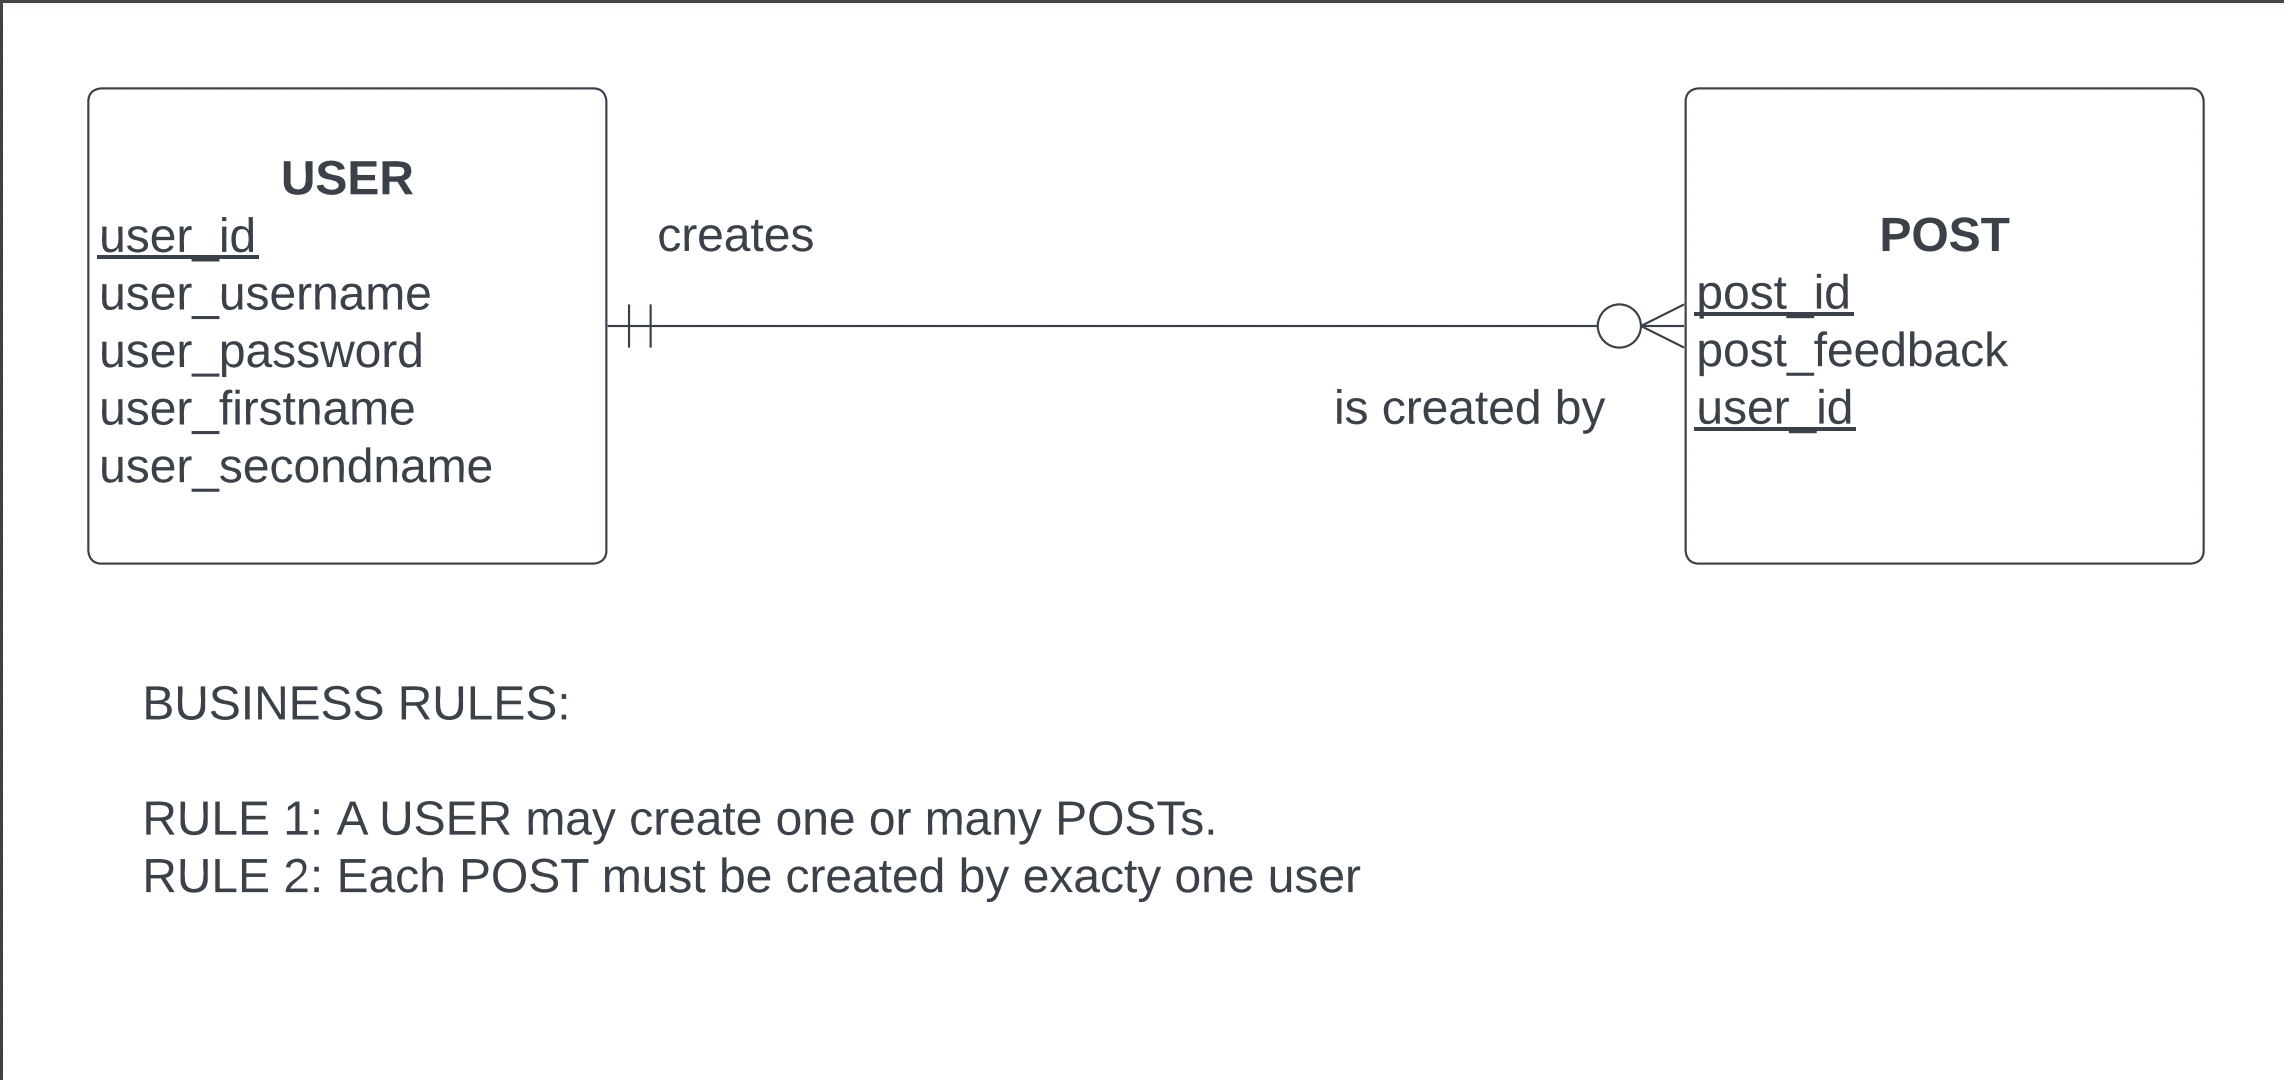 USER
user_id
user_username
user_password
user_firstname
user_secondname
creates
is created by
POST
post_id
post_feedback
user_id
BUSINESS RULES:
RULE 1: A USER may create one or many POSTs.
RULE 2: Each POST must be created by exacty one user